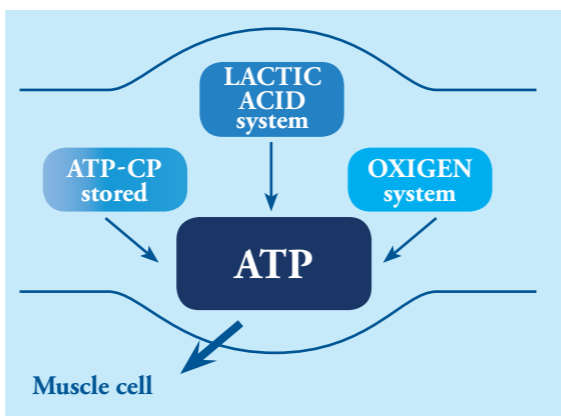 LACTIC
ACID
system
ATP-CP
stored
OXIGEN
system
ATP
Muscle cell